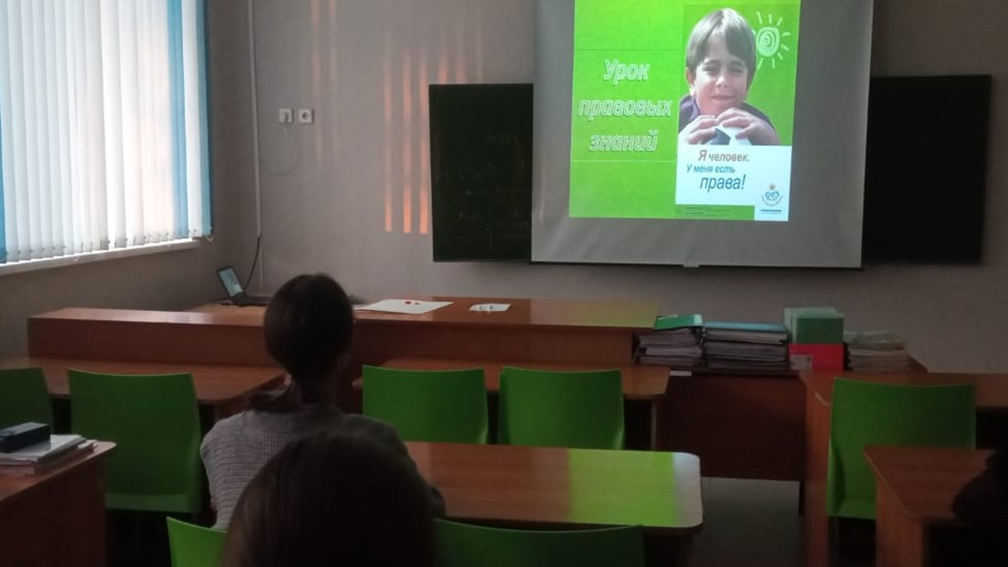 Урок
правовых
знаний
Я человек.
У меня есть
права!